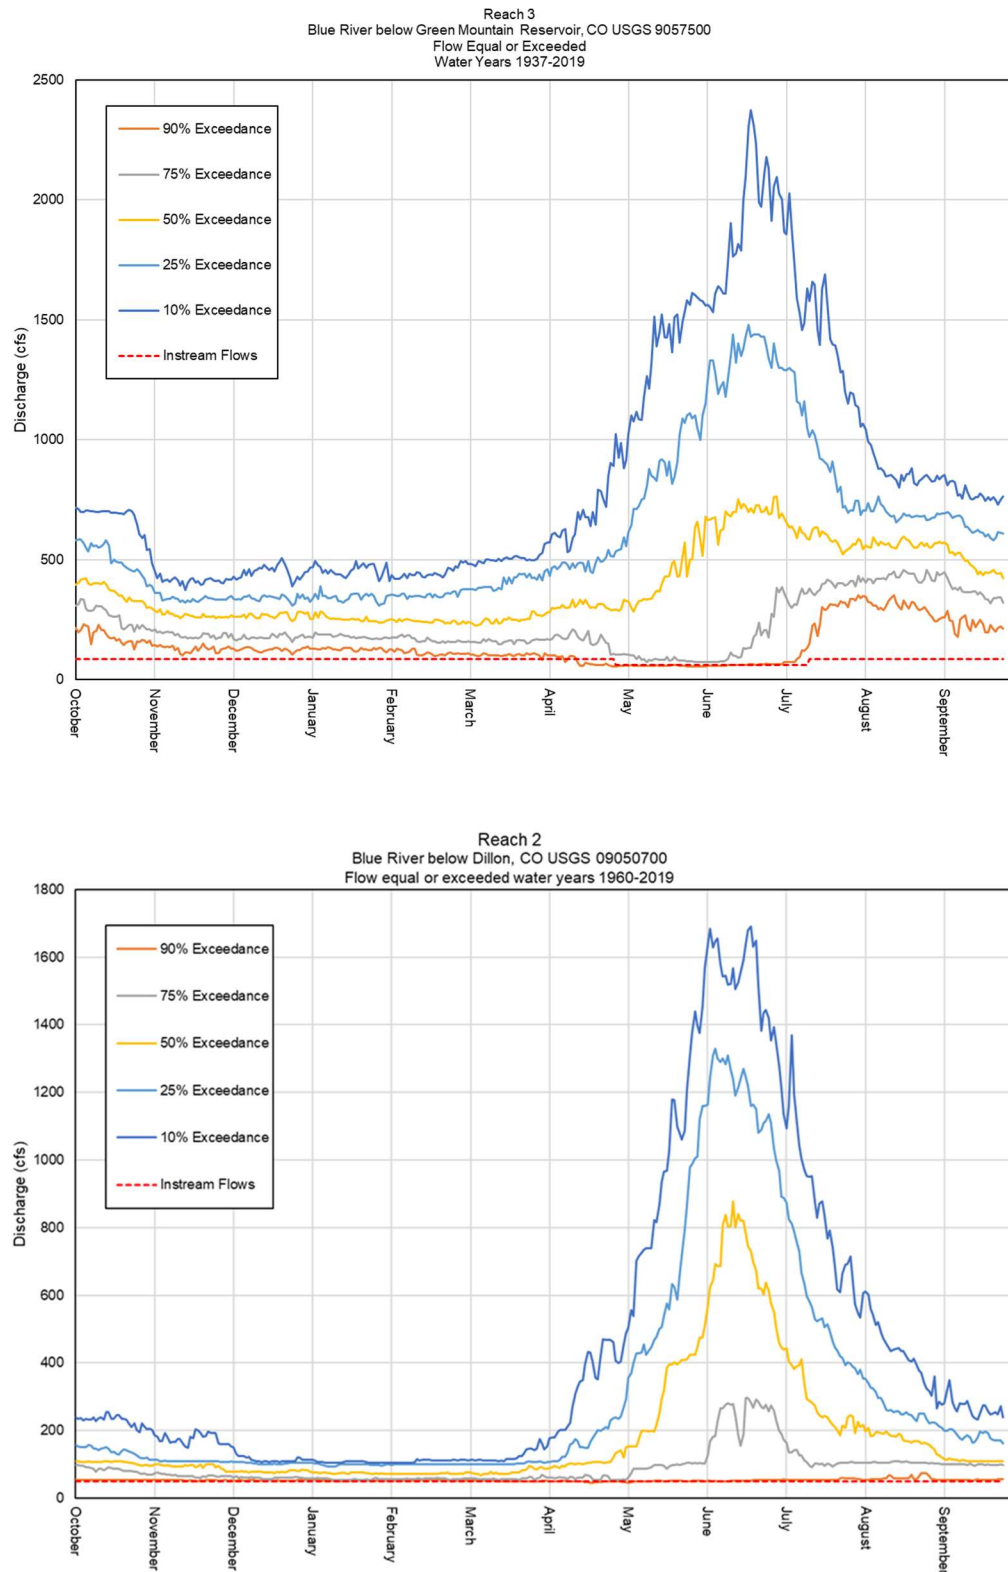 Reach 3
Blue River below Green Mountain Reservoir, CO USGS 9057500
Flow Equal or Exceeded
Water Years 1937-2019
2500
2000
1500
1000
500
0
Discharge (cfs)
90% Exceedance
75% Exceedance
50% Exceedance
25% Exceedance
10% Exceedance
Instream Flows
October
November
December
January
February
March
April
May
June
July
August
September
Reach 2
Blue River below Dillon, CO USGS 09050700
Flow equal or exceeded water years 1960-2019
1800
1600
1400
1200
1000
800
600
400
200
0
Discharge (cfs)
90% Exceedance
75% Exceedance
50% Exceedance
25% Exceedance
10% Exceedance
Instream Flows
October
November
December
January
February
March
April
May
June
July
August
September